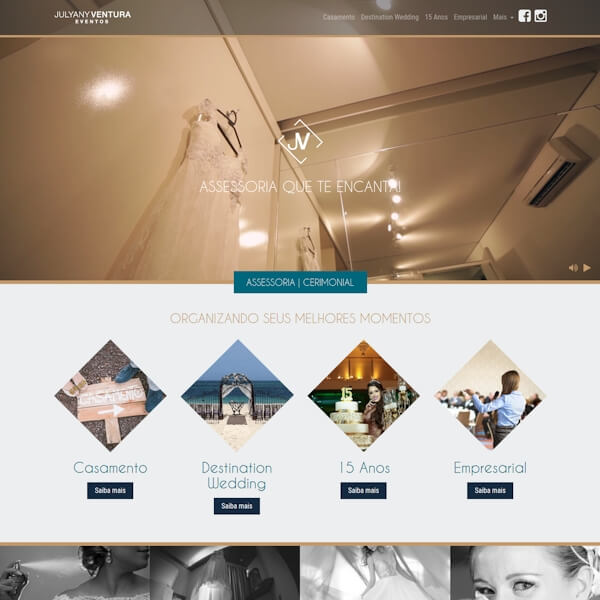 JULYANY VENTURA
EVENTOS
Casamento Destination Wedding 15 Anos Empresarial Mais
JV
ASSESSORIA QUE TE ENCANTA!
ASSESSORIA | CERIMONIAL
ORGANIZANDO SEUS MELHORES MOMENTOS
CASAMENTO
15
Casamento
Saiba mais
Destination
Wedding
Saiba mais
15 Anos
Saiba mais
Empresarial
Saiba mais